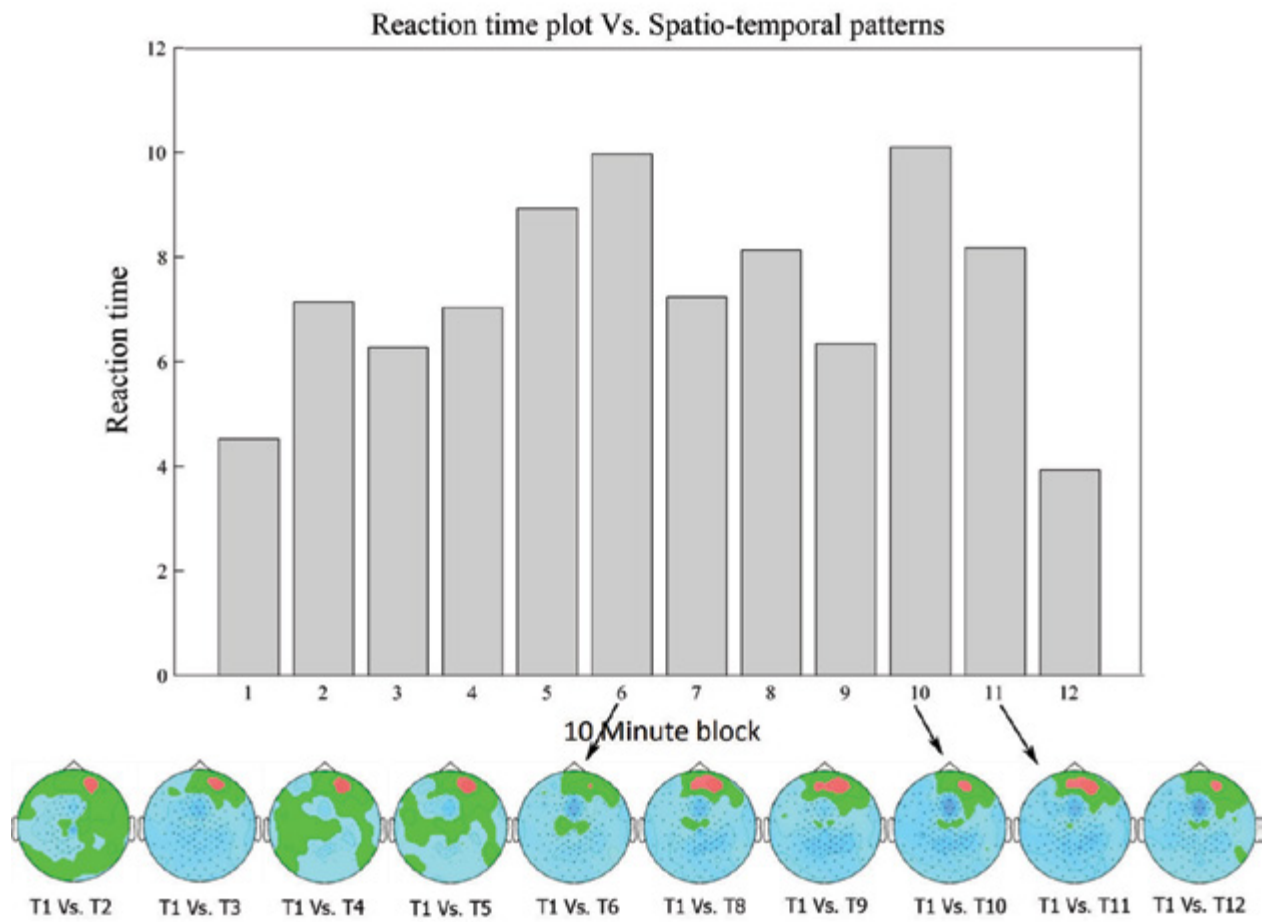 Reaction time plot Vs. Spatio-temporal patterns
12
10
8
6
4
2
0
Reaction time
1 2 3 4 5 6 7 8 9 10 11 12
10 Minute block
T1 Vs. T2 T1 Vs. T3 T1 Vs. T4 T1 Vs. T5 T1 Vs. T6 T1 Vs. T8 T1 Vs. T9 T1 Vs. T10 T1 Vs. T11 T1 Vs. T12